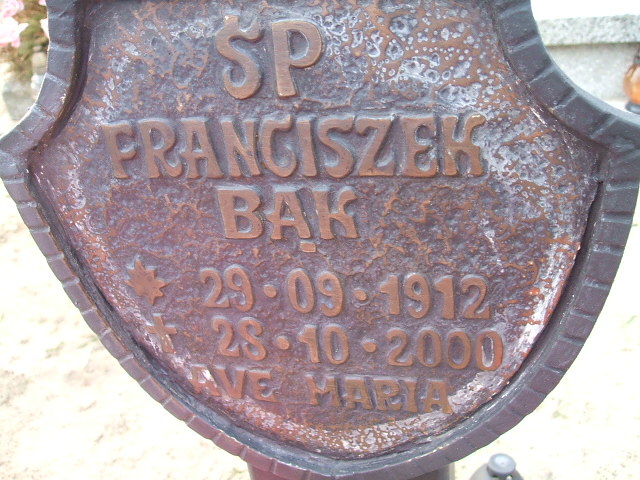 ŚP
FRANCISZEK
BĄK
29·09·1912
28·10·2000
AVE MARIA